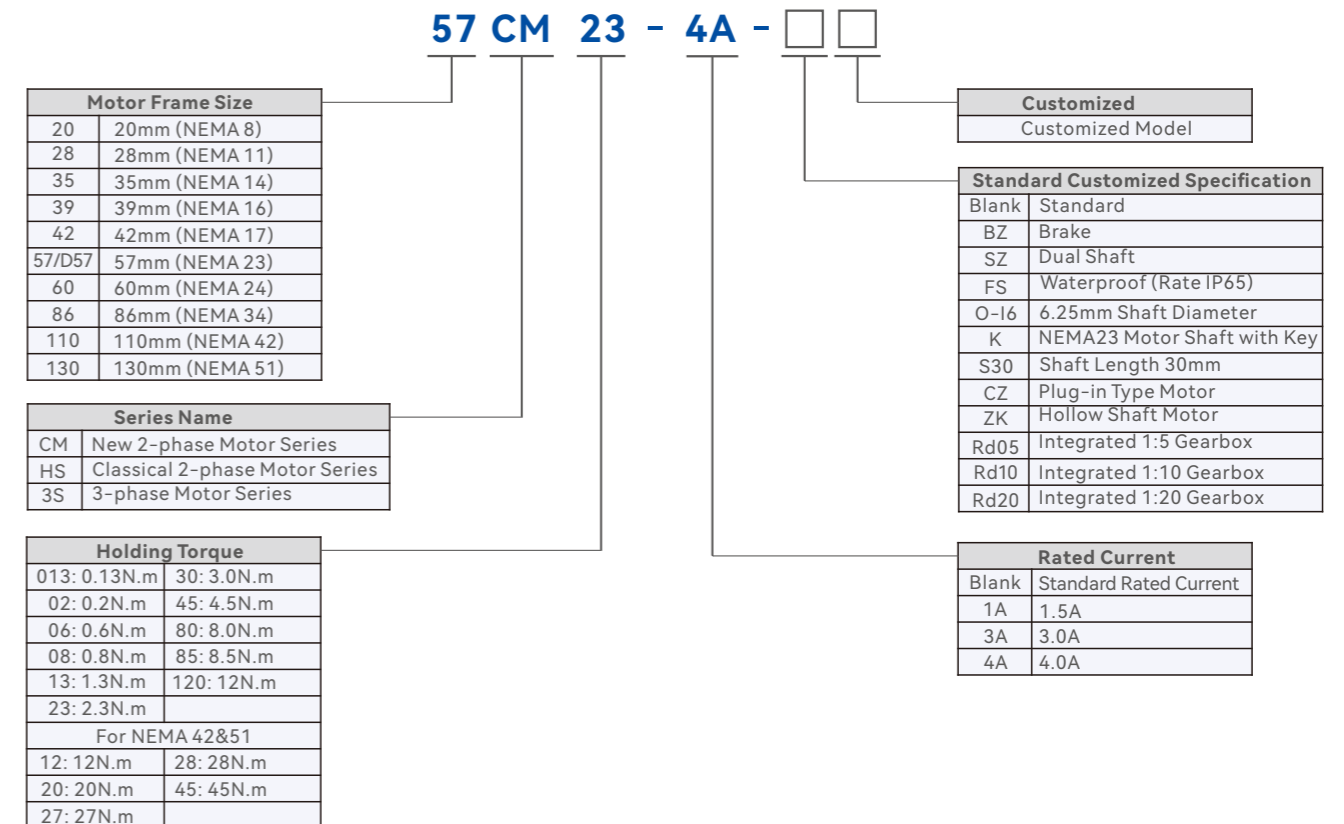 57 CM 23 - 4A - □ □
Motor Frame Size
20 20mm (NEMA 8)
28 28mm (NEMA 11)
35 35mm (NEMA 14)
39 39mm (NEMA 16)
42 42mm (NEMA 17)
57/D57 57mm (NEMA 23)
60 60mm (NEMA 24)
86 86mm (NEMA 34)
110 110mm (NEMA 42)
130 130mm (NEMA 51)
Series Name
CM New 2-phase Motor Series
HS Classical 2-phase Motor Series
3S 3-phase Motor Series
Holding Torque
013: 0.13N.m 30: 3.0N.m
02: 0.2N.m 45: 4.5N.m
06: 0.6N.m 80: 8.0N.m
08: 0.8N.m 85: 8.5N.m
13: 1.3N.m 120: 12N.m
23: 2.3N.m
For NEMA 42&51
12: 12N.m 28: 28N.m
20: 20N.m 45: 45N.m
27: 27N.m
Customized
Customized Model
Standard Customized Specification
Blank Standard
BZ Brake
SZ Dual Shaft
FS Waterproof (Rate IP65)
O-I6 6.25mm Shaft Diameter
K NEMA23 Motor Shaft with Key
S30 Shaft Length 30mm
CZ Plug-in Type Motor
ZK Hollow Shaft Motor
Rd05 Integrated 1:5 Gearbox
Rd10 Integrated 1:10 Gearbox
Rd20 Integrated 1:20 Gearbox
Rated Current
Blank Standard Rated Current
1A 1.5A
3A 3.0A
4A 4.0A